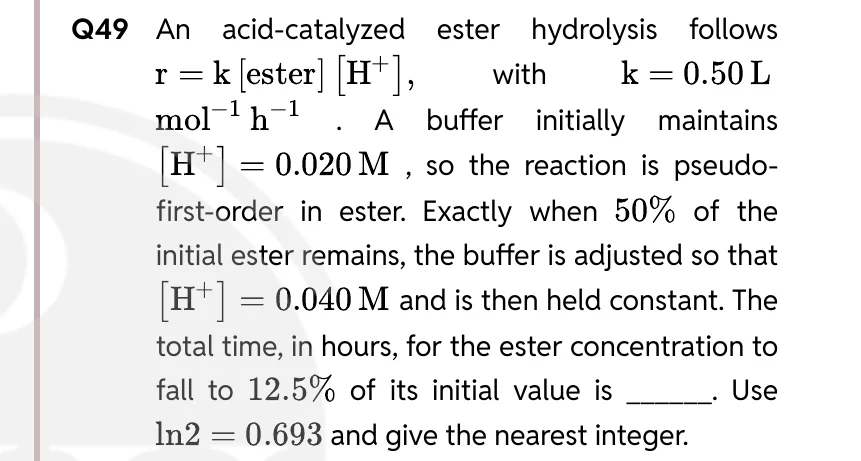 Q49 An acid-catalyzed ester hydrolysis follows
r = k [ester] [H⁺], with k = 0.50 L
mol⁻¹ h⁻¹ . A buffer initially maintains
[H⁺] = 0.020 M , so the reaction is pseudo-
first-order in ester. Exactly when 50% of the
initial ester remains, the buffer is adjusted so that
[H⁺] = 0.040 M and is then held constant. The
total time, in hours, for the ester concentration to
fall to 12.5% of its initial value is ______. Use
ln2 = 0.693 and give the nearest integer.